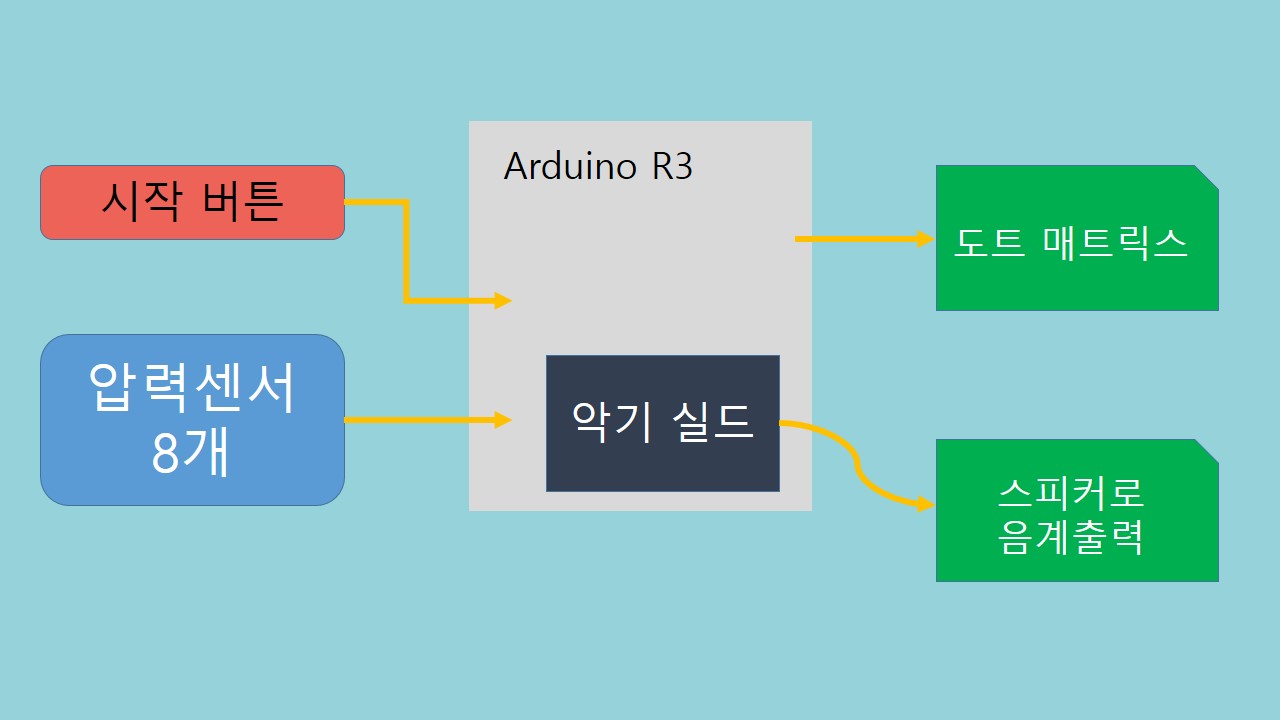 시작 버튼
압력센서
8개
Arduino R3
악기 실드
도트 매트릭스
스피커로
음계출력